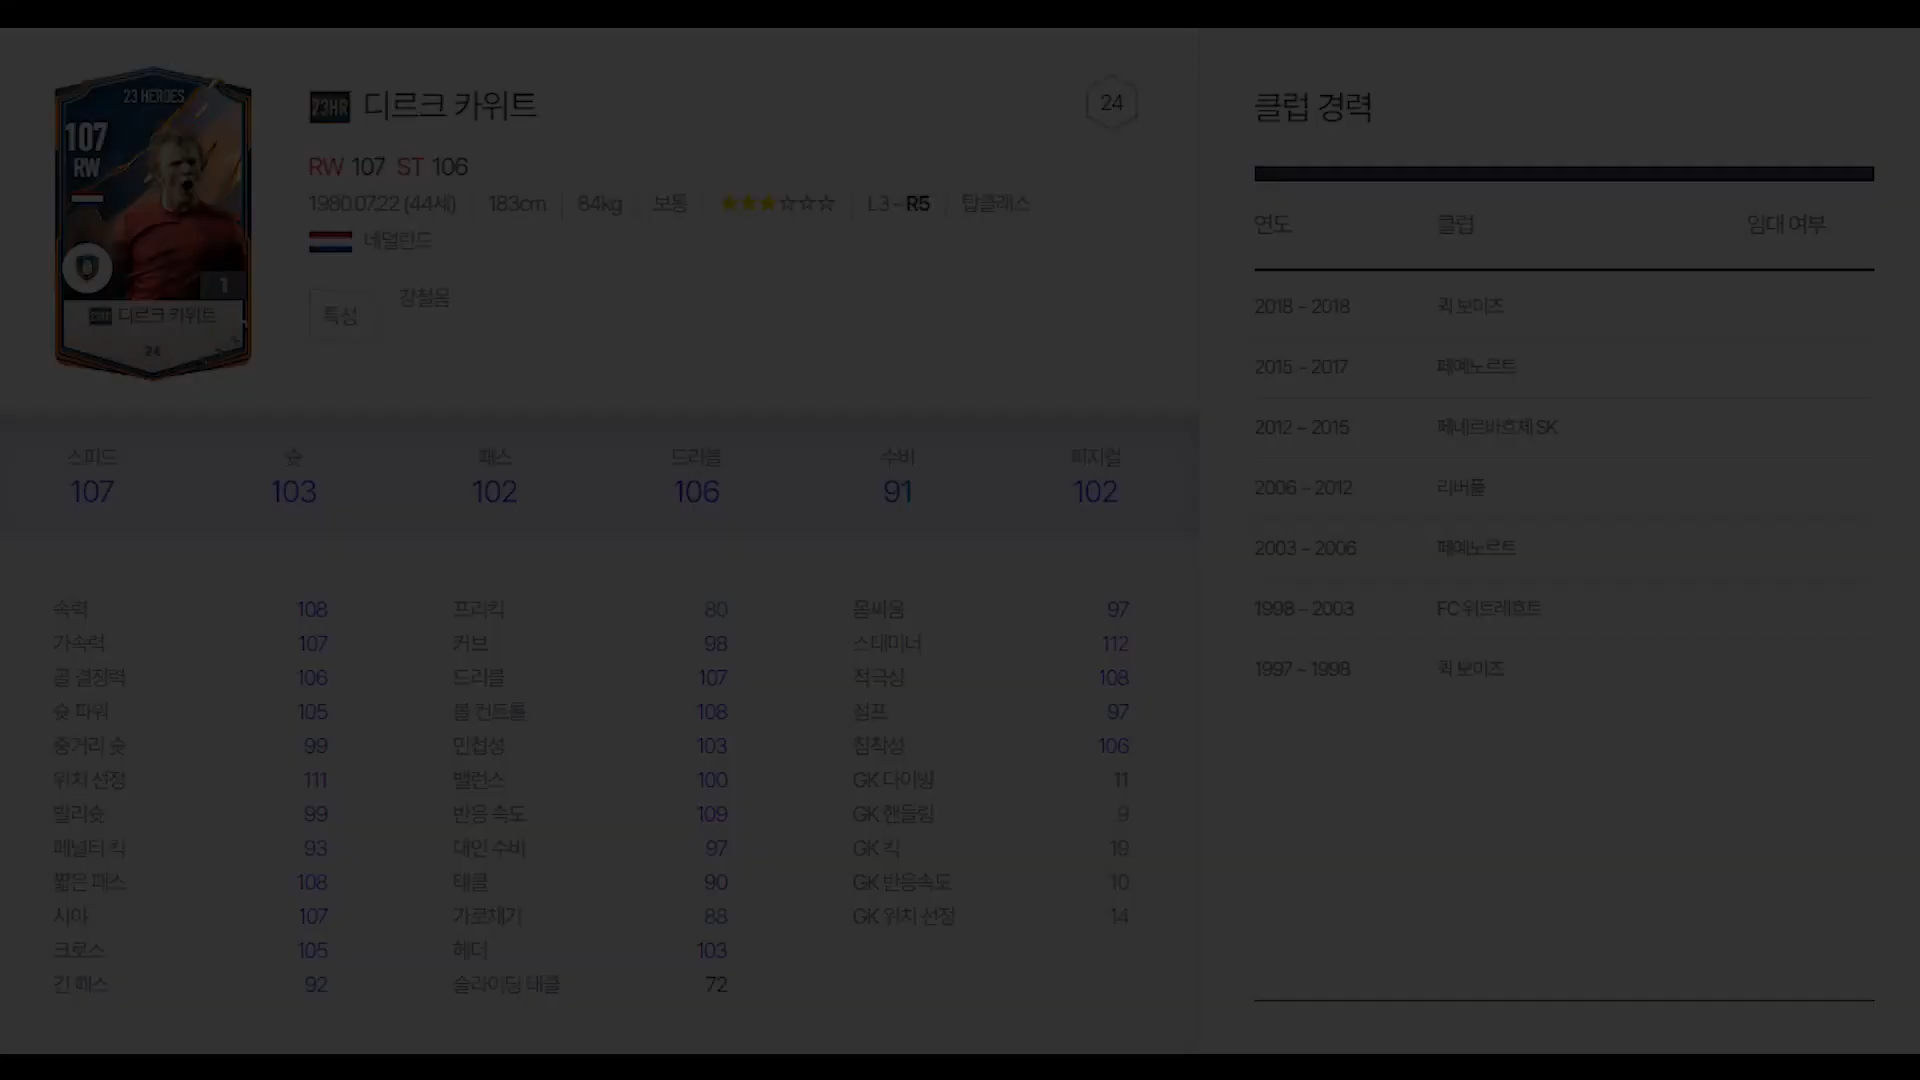 23 HEROES
107
RW
1
23HR 디르크 카위트
24
23HR 디르크 카위트
24
RW 107 ST 106
1980.07.22 (44세) 183cm 84kg 보통 ★★★☆☆☆ L3 – R5 탑클래스
네덜란드
특성 강철몸
스피드 슛 패스 드리블 수비 피지컬
107 103 102 106 91 102
속력 108 프리킥 80 몸싸움 97
가속력 107 커브 98 스태미너 112
골 결정력 106 드리블 107 적극성 108
슛 파워 105 볼 컨트롤 108 점프 97
중거리 슛 99 민첩성 103 침착성 106
위치 선정 111 밸런스 100 GK 다이빙 11
발리슛 99 반응 속도 109 GK 핸들링 9
페널티 킥 93 대인 수비 97 GK 킥 19
짧은 패스 108 태클 90 GK 반응속도 10
시야 107 가로채기 88 GK 위치 선정 14
크로스 105 헤더 103
긴 패스 92 슬라이딩 태클 72
클럽 경력
연도 클럽 임대 여부
2018 – 2018 퀵 보이즈
2015 – 2017 페예노르트
2012 – 2015 페네르바흐체 SK
2006 – 2012 리버풀
2003 – 2006 페예노르트
1998 – 2003 FC 위트레흐트
1997 – 1998 퀵 보이즈